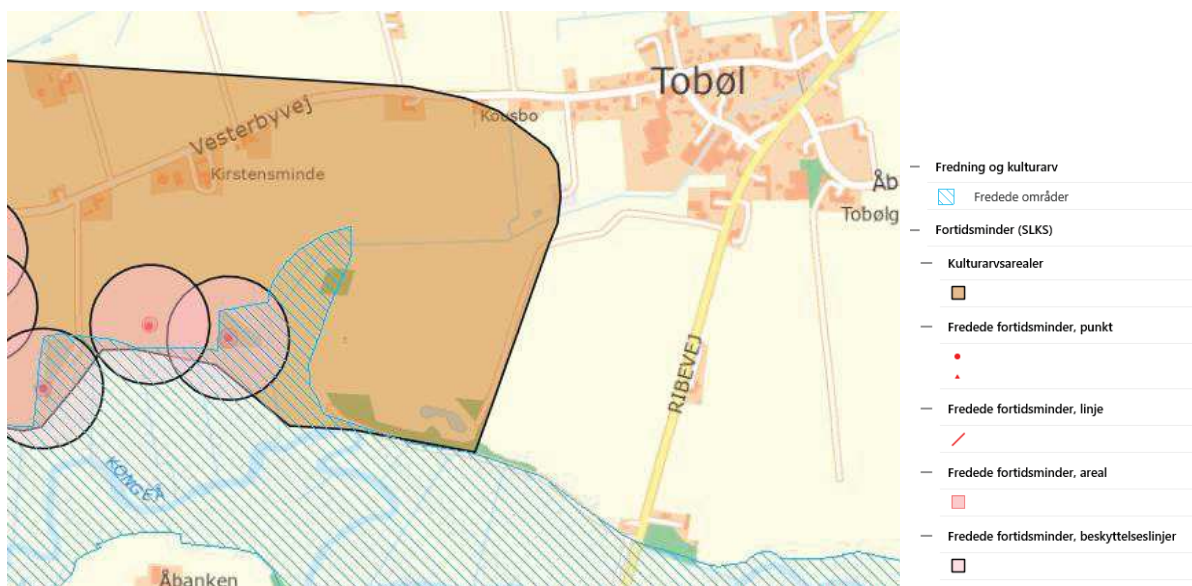 Tobøl
Kousbo
Vesterbyvej
Kirstensminde
Åb
Tobølg
RIBEVEJ
KONGEÅ
Åbanken
Fredning og kulturarv
Fredede områder
Fortidsminder (SLKS)
Kulturarvsarealer
Fredede fortidsminder, punkt
Fredede fortidsminder, linje
Fredede fortidsminder, areal
Fredede fortidsminder, beskyttelseslinjer